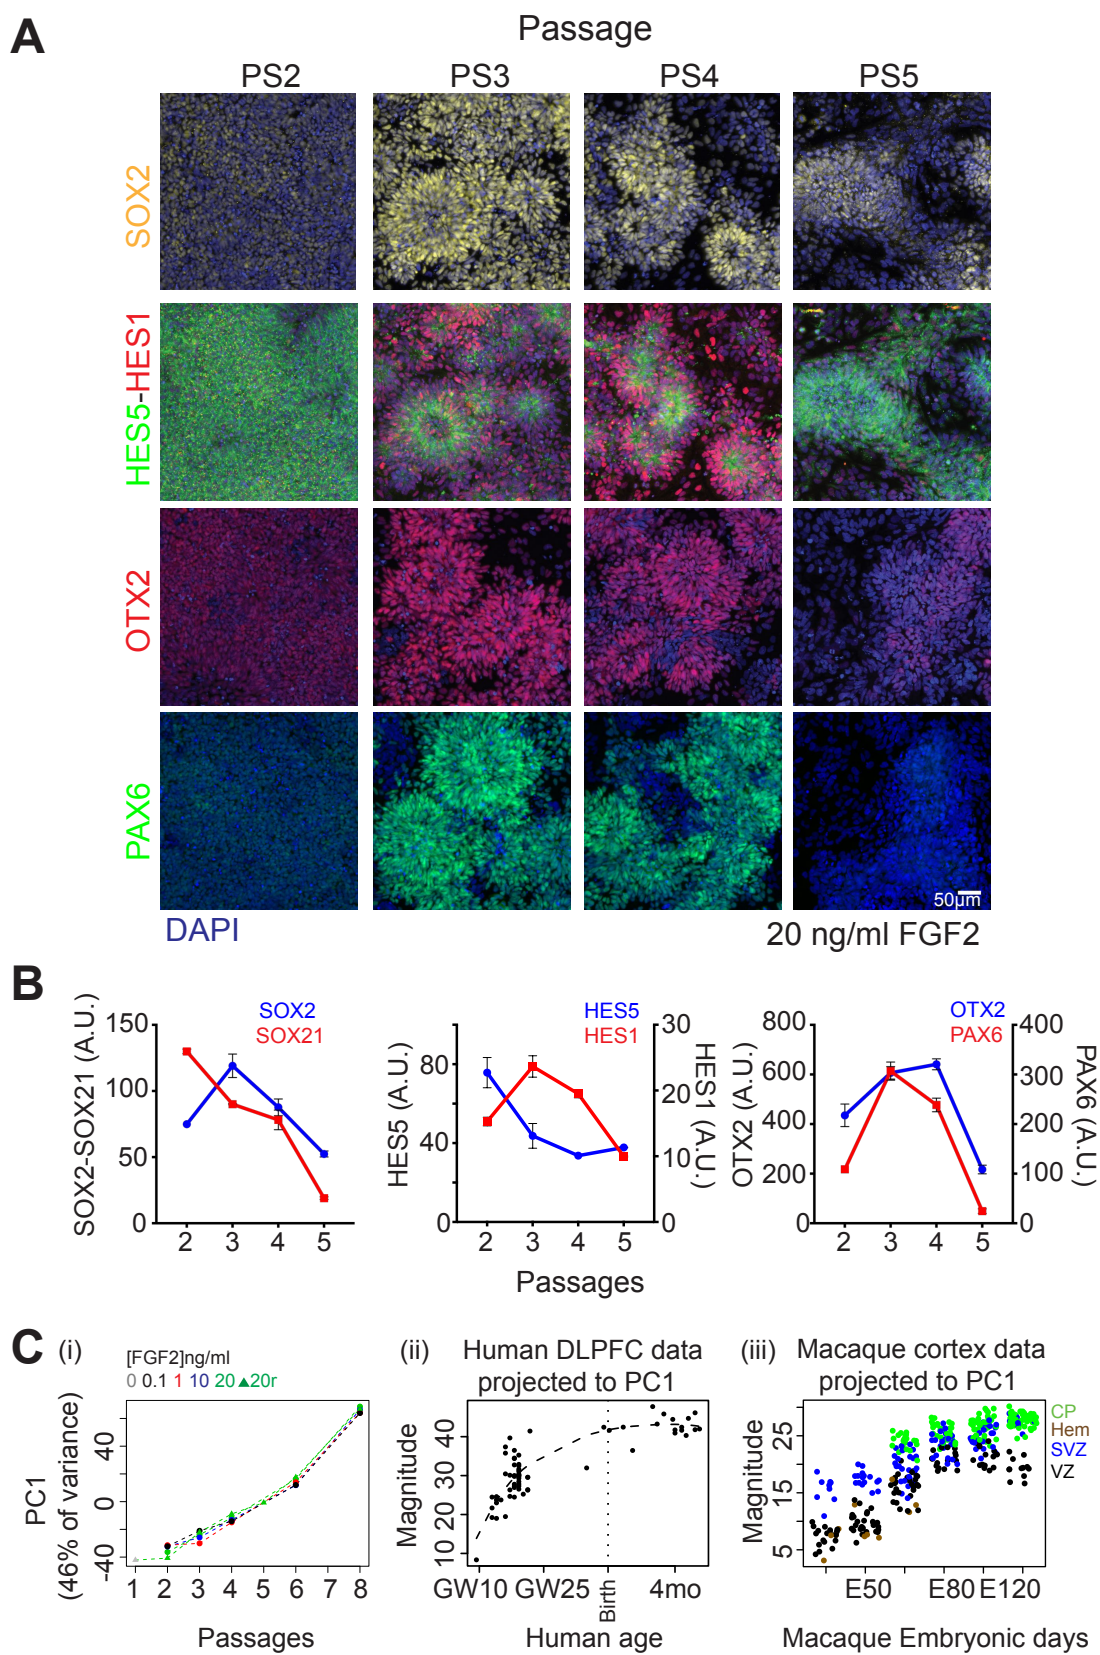 A
Passage
PS2 PS3 PS4 PS5
SOX2
HES5-HES1
OTX2
PAX6
50µm
DAPI
20 ng/ml FGF2
B
SOX2-SOX21 (A.U.)
150
100
50
0
SOX2
SOX21
2 3 4 5
HES5 (A.U.)
80
40
0
HES5
HES1
30
20
10
0
HES1 (A.U.)
2 3 4 5
OTX2 (A.U.)
800
600
400
200
0
OTX2
PAX6
400
300
200
100
0
PAX6 (A.U.)
2 3 4 5
Passages
C
(i)
[FGF2]ng/ml
0 0.1 1 10 20 ▲20r
PC1
(46% of variance)
40
0
-40
1 2 3 4 5 6 7 8
Passages
(ii)
Human DLPFC data
projected to PC1
Magnitude
40
30
20
10
GW10 GW25 Birth 4mo
Human age
(iii)
Macaque cortex data
projected to PC1
Magnitude
25
15
5
CP
Hem
SVZ
VZ
E50 E80 E120
Macaque Embryonic days